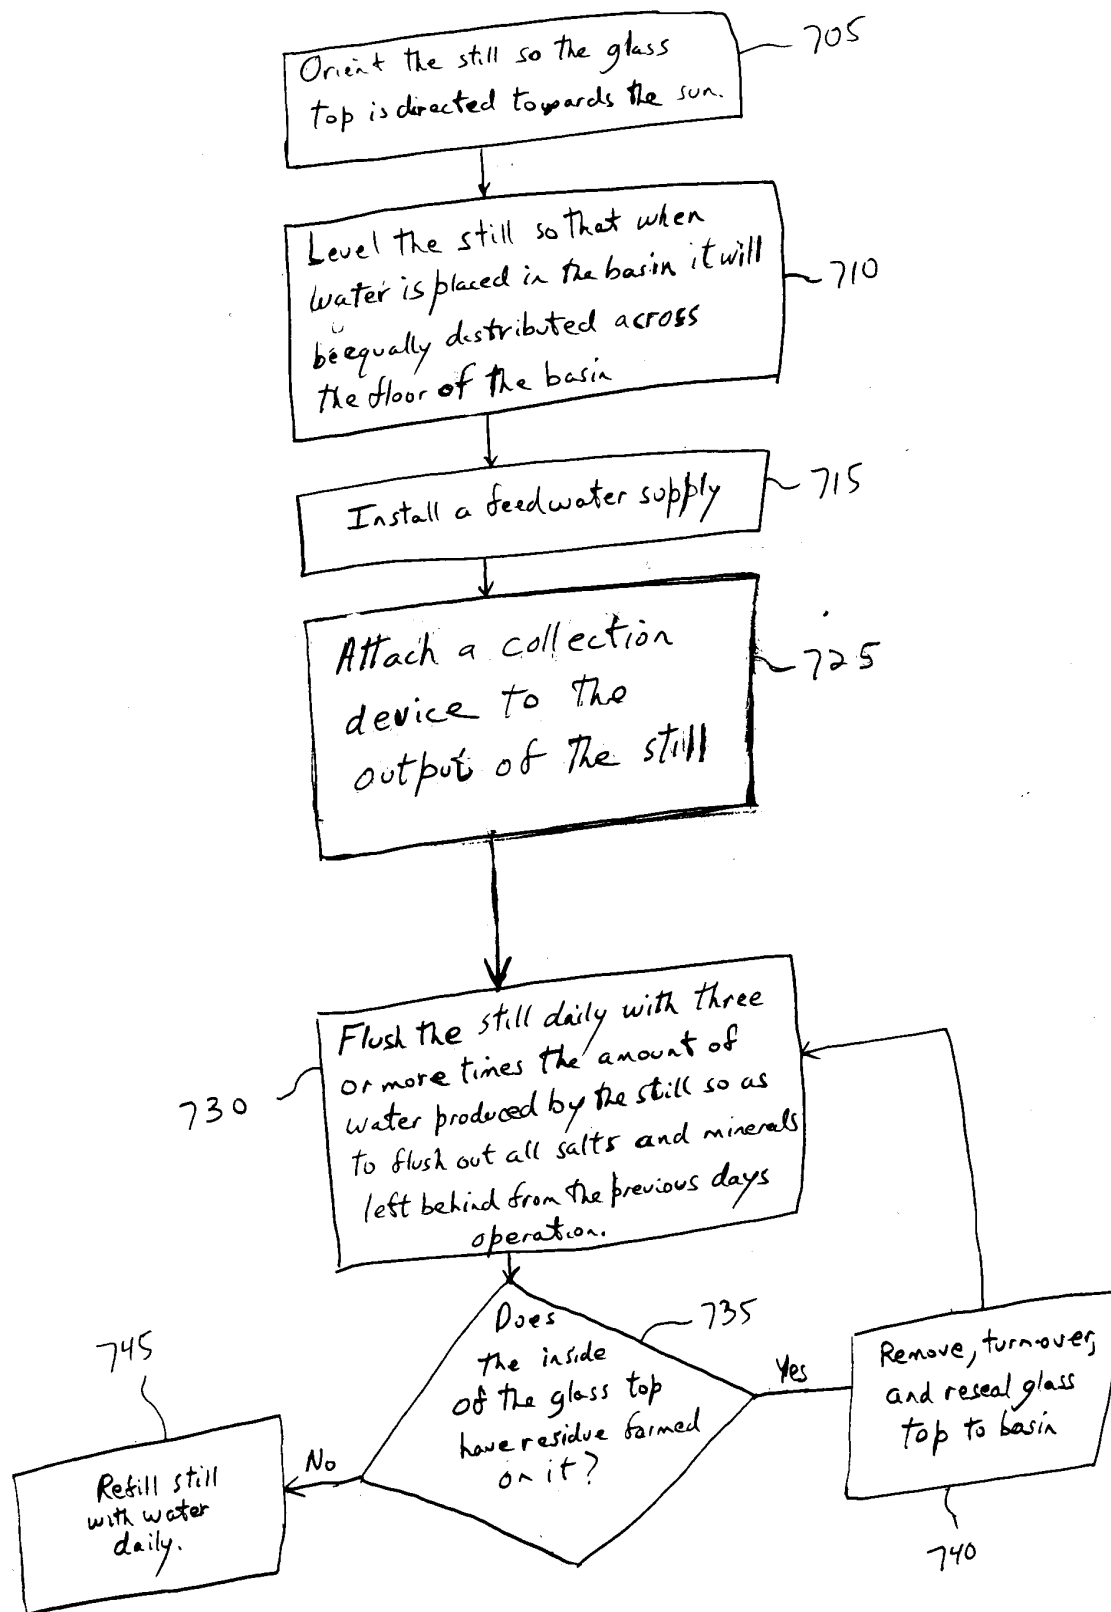 Orient the still so the glass
top is directed towards the sun.
705
Level the still so that when
water is placed in the basin it will
be equally distributed across
the floor of the basin
710
Install a feedwater supply
715
Attach a collection
device to the
output of the still
725
Flush the still daily with three
or more times the amount of
water produced by the still so as
to flush out all salts and minerals
left behind from the previous days
operation.
730
Does
the inside
of the glass top
have residue formed
on it?
735
Yes
Remove, turnover,
and reseal glass
top to basin
740
No
745
Refill still
with water
daily.